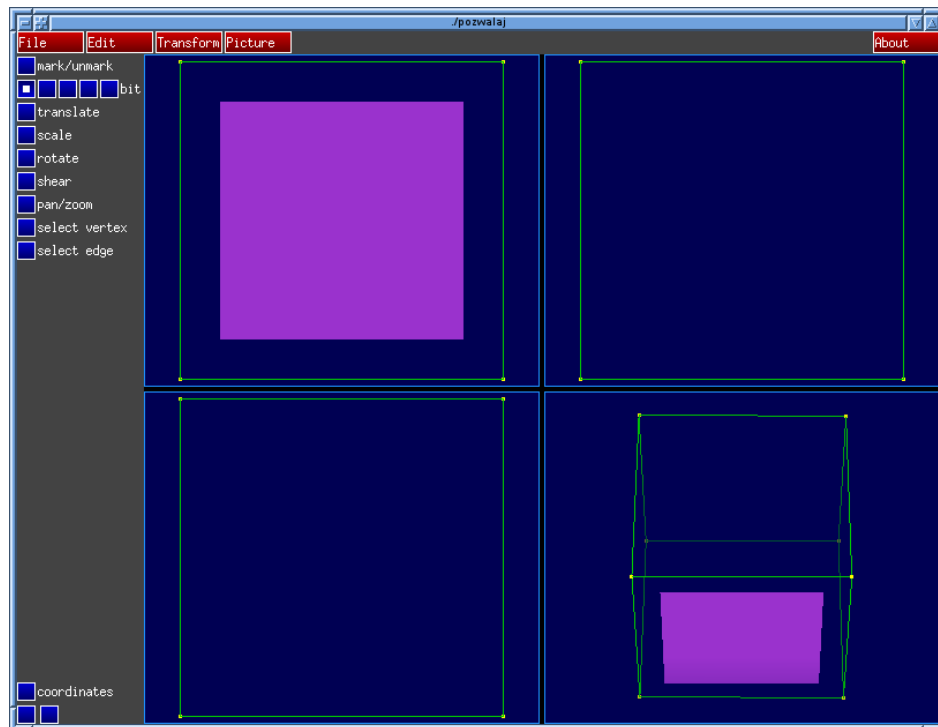 ./pozwalaj
File Edit Transform Picture About
mark/unmark
bit
translate
scale
rotate
shear
pan/zoom
select vertex
select edge
coordinates